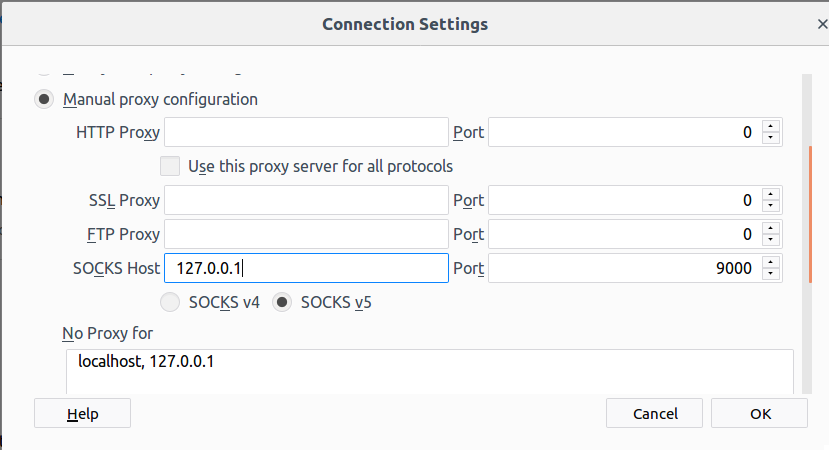 Connection Settings
Manual proxy configuration
HTTP Proxy Port 0
Use this proxy server for all protocols
SSL Proxy Port 0
FTP Proxy Port 0
SOCKS Host 127.0.0.1 Port 9000
SOCKS v4 SOCKS v5
No Proxy for
localhost, 127.0.0.1
Help Cancel OK